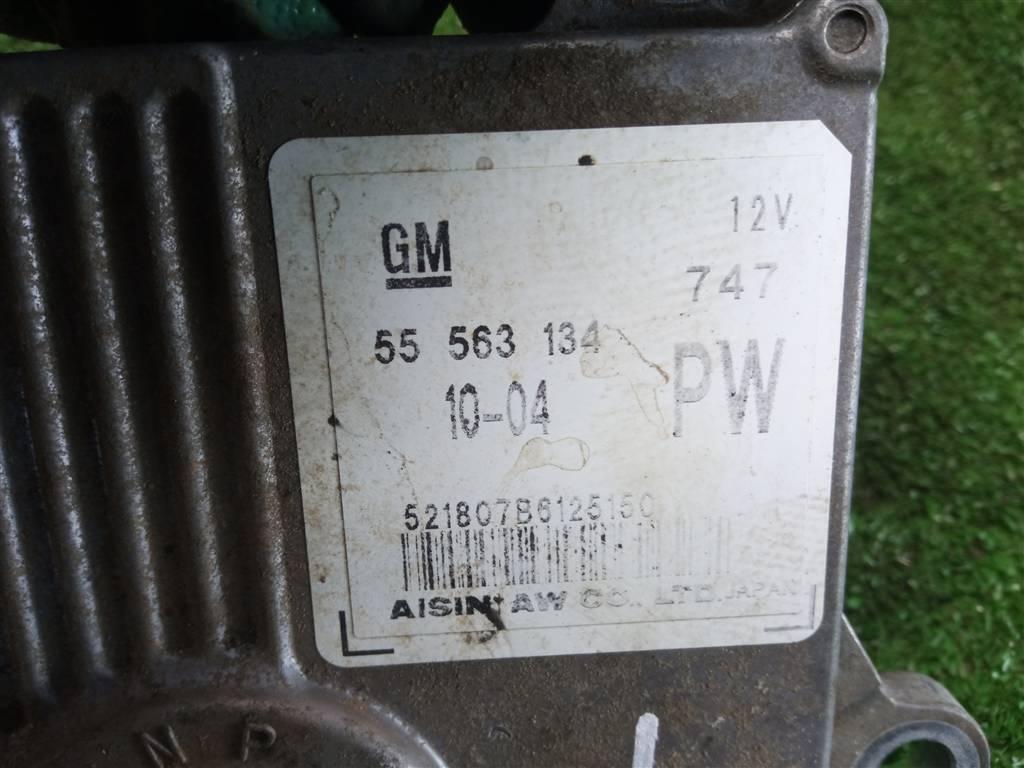 GM
12V
747
55 563 134
PW
10-04
521807B6125150
AISIN AW CO., LTD. JAPAN
N P